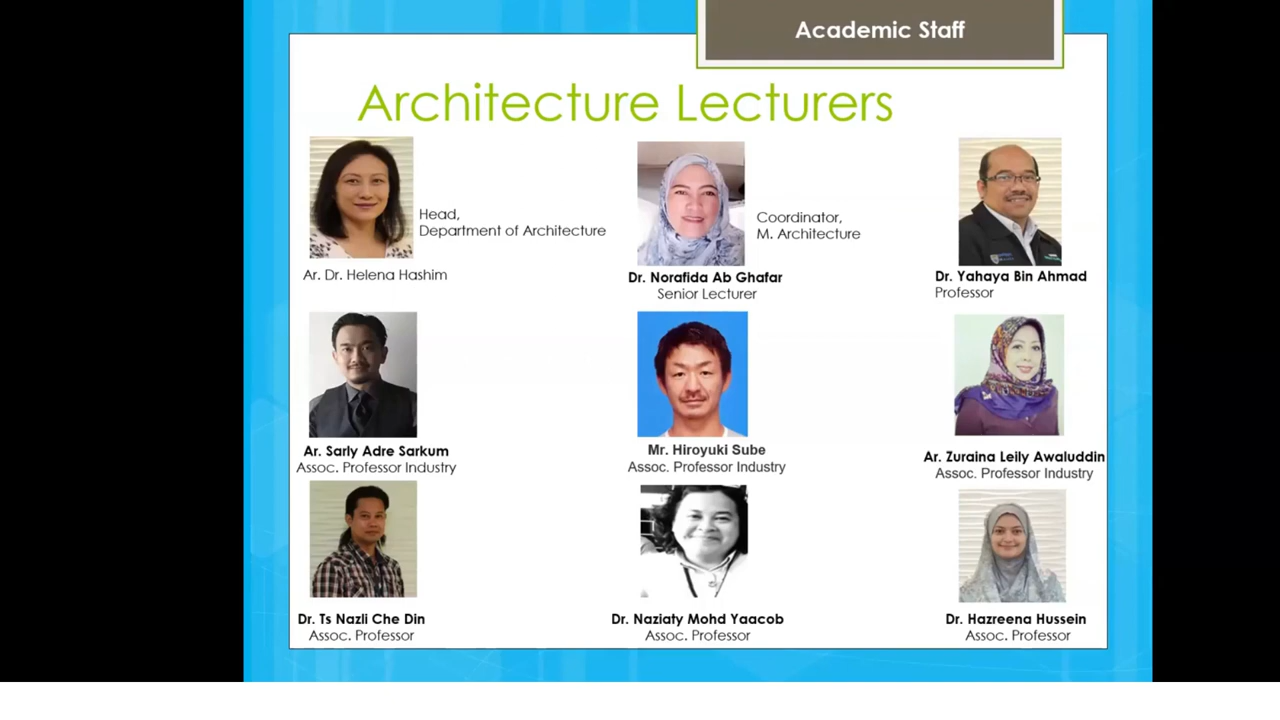 Academic Staff
Architecture Lecturers
Head,
Department of Architecture
Ar. Dr. Helena Hashim
Coordinator,
M. Architecture
Dr. Norafida Ab Ghafar
Senior Lecturer
Dr. Yahaya Bin Ahmad
Professor
Ar. Sarly Adre Sarkum
Assoc. Professor Industry
Mr. Hiroyuki Sube
Assoc. Professor Industry
Ar. Zuraina Leily Awaluddin
Assoc. Professor Industry
Dr. Ts Nazli Che Din
Assoc. Professor
Dr. Naziaty Mohd Yaacob
Assoc. Professor
Dr. Hazreena Hussein
Assoc. Professor